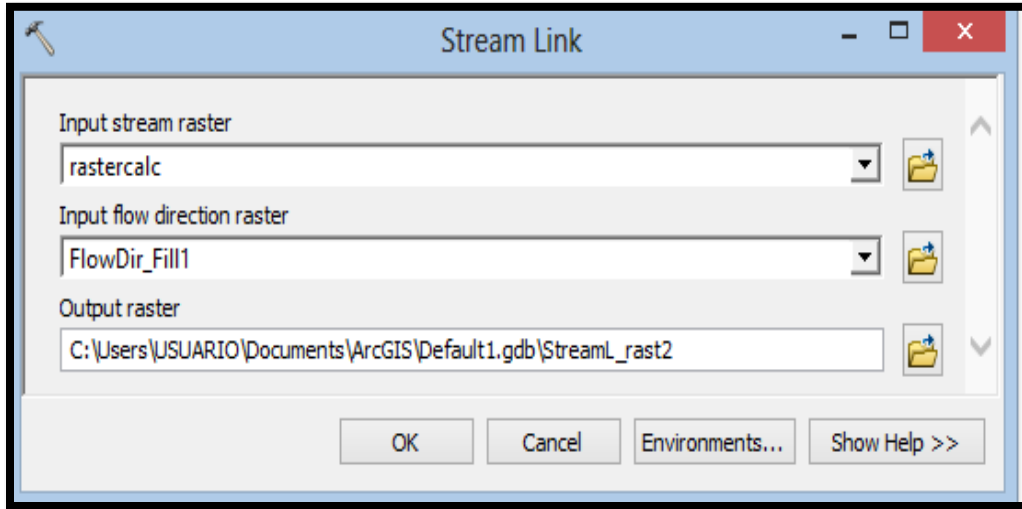 Stream Link
Input stream raster
rastercalc
Input flow direction raster
FlowDir_Fill1
Output raster
C:\Users\USUARIO\Documents\ArcGIS\Default1.gdb\StreamL_rast2
OK Cancel Environments... Show Help >>